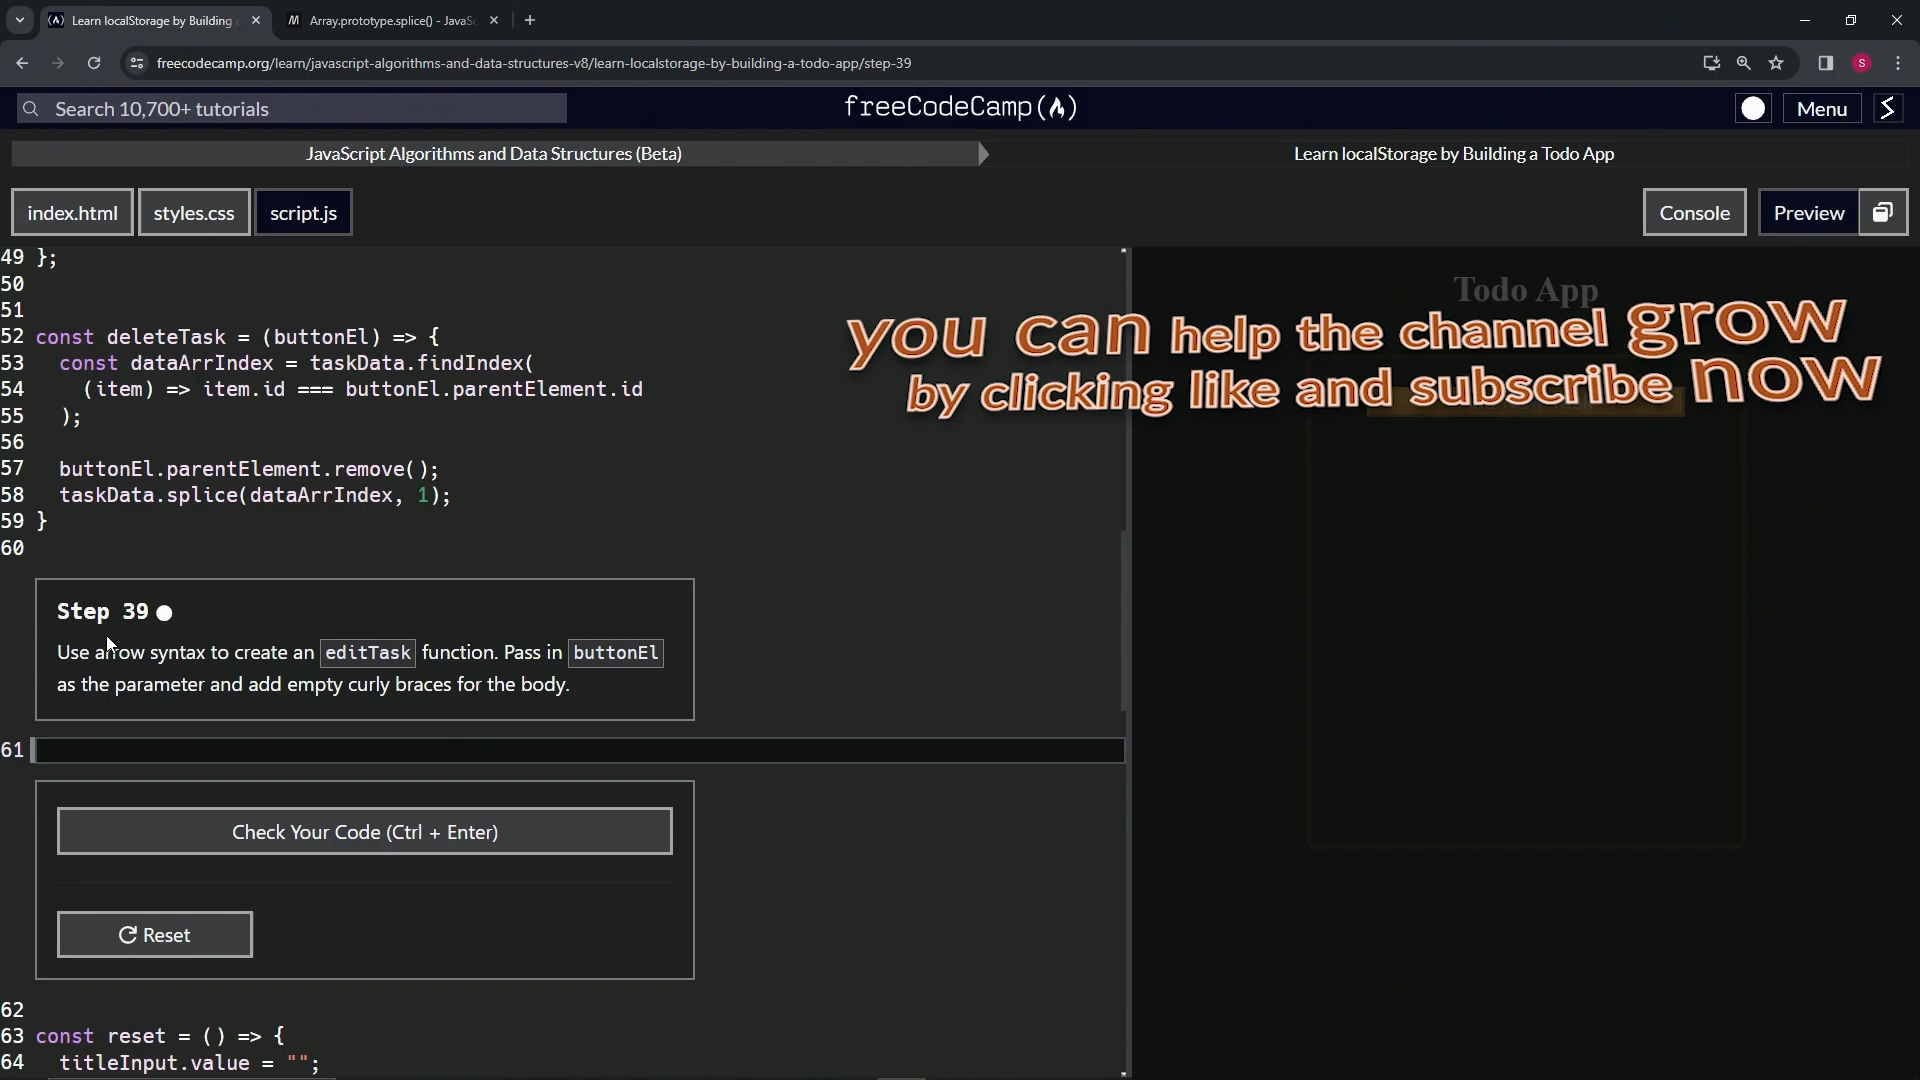 Learn localStorage by Building
Array.prototype.splice() - JavaS
freecodecamp.org/learn/javascript-algorithms-and-data-structures-v8/learn-localstorage-by-building-a-todo-app/step-39
S
Search 10,700+ tutorials
freeCodeCamp(🔥)
Menu
JavaScript Algorithms and Data Structures (Beta)
Learn localStorage by Building a Todo App
index.html
styles.css
script.js
Console
Preview
49 };
50
51
52 const deleteTask = (buttonEl) => {
53 const dataArrIndex = taskData.findIndex(
54 (item) => item.id === buttonEl.parentElement.id
55 );
56
57 buttonEl.parentElement.remove();
58 taskData.splice(dataArrIndex, 1);
59 }
60
Step 39
Use arrow syntax to create an editTask function. Pass in buttonEl
as the parameter and add empty curly braces for the body.
61
Check Your Code (Ctrl + Enter)
Reset
62
63 const reset = () => {
64 titleInput.value = "";
Todo App
you can help the channel grow
by clicking like and subscribe now